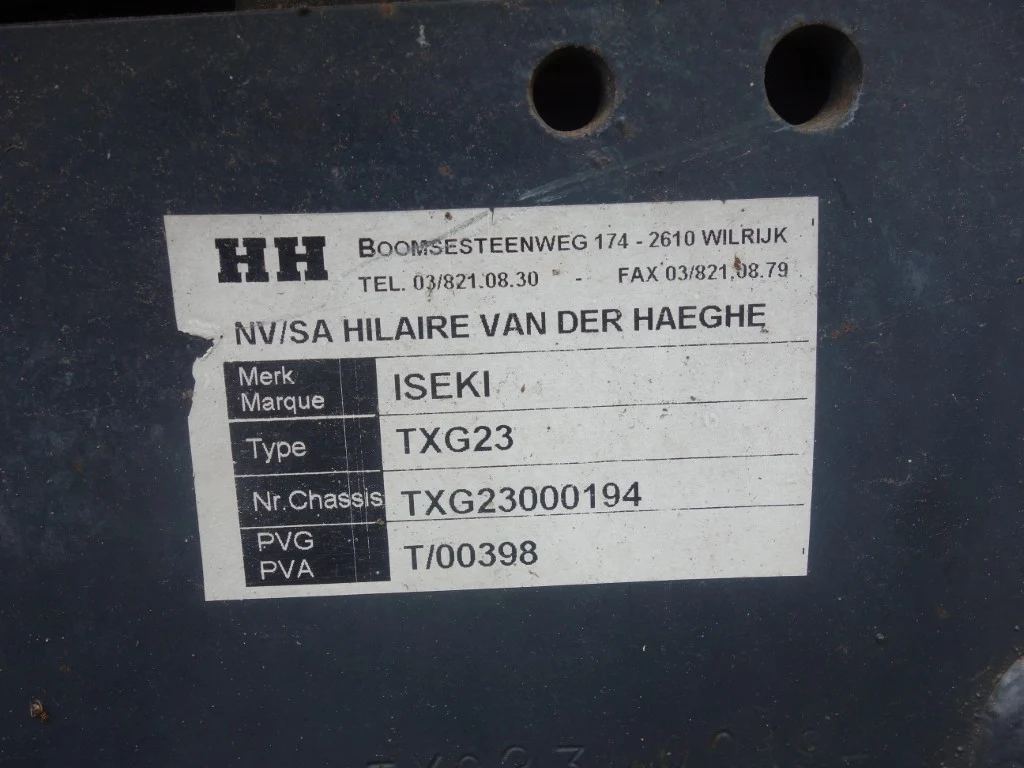 HH
BOOMSESTEENWEG 174 - 2610 WILRIJK
TEL. 03/821.08.30 - FAX 03/821.08.79
NV/SA HILAIRE VAN DER HAEGHE
Merk
Marque
ISEKI
Type
TXG23
Nr.Chassis
TXG23000194
PVG
PVA
T/00398